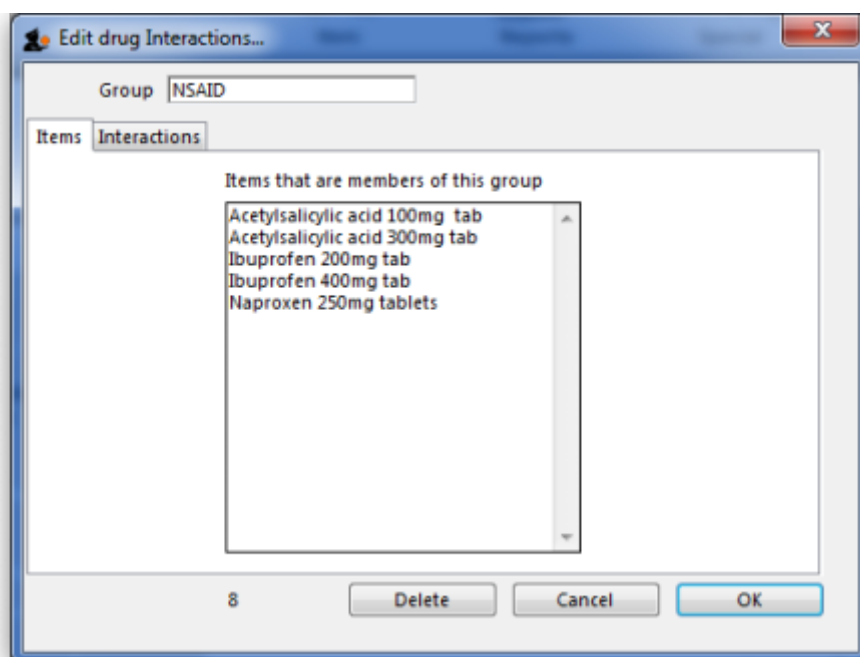 Edit drug Interactions...
Group NSAID
Items Interactions
Items that are members of this group
Acetylsalicylic acid 100mg  tab
Acetylsalicylic acid 300mg tab
Ibuprofen 200mg tab
Ibuprofen 400mg tab
Naproxen 250mg tablets
8 Delete Cancel OK